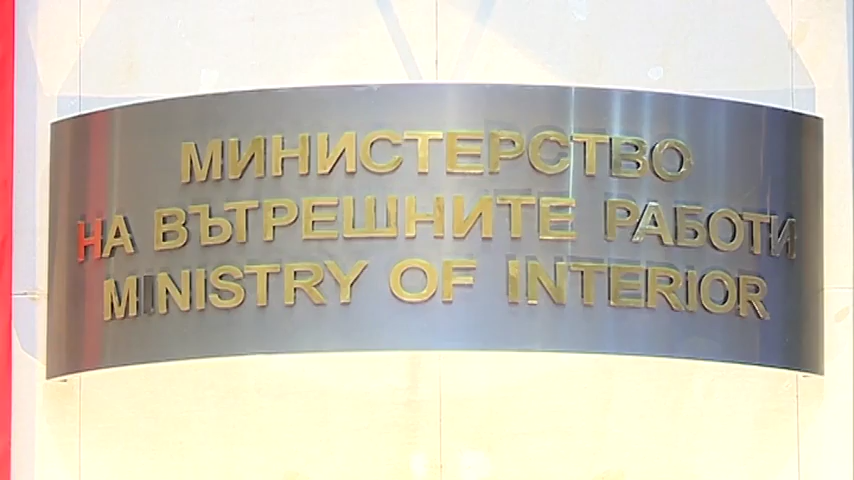 МИНИСТЕРСТВО
НА ВЪТРЕШНИТЕ РАБОТИ
MINISTRY OF INTERIOR